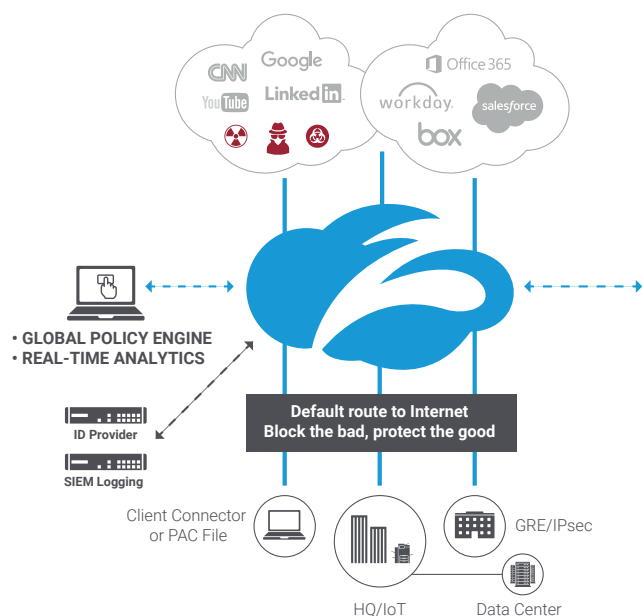 CNN
Google
YouTube
LinkedIn
Office 365
workday.
salesforce
box
• GLOBAL POLICY ENGINE
• REAL-TIME ANALYTICS
ID Provider
SIEM Logging
Default route to Internet
Block the bad, protect the good
Client Connector
or PAC File
GRE/IPsec
HQ/IoT
Data Center